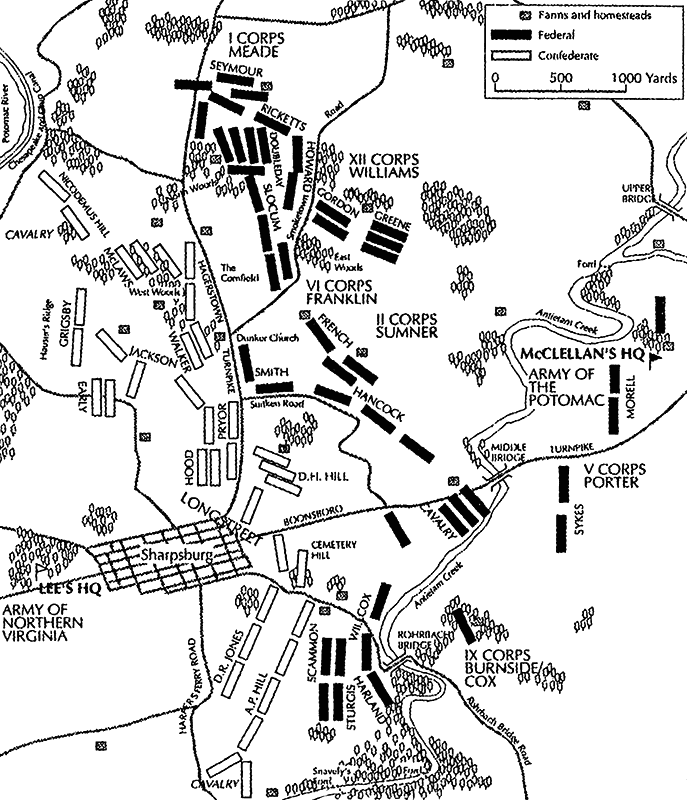 Farms and homesteads
Federal
Confederate
0 500 1000 Yards
I CORPS
MEADE
SEYMOUR
RICKETTS
Road
DOUBLEDAY
HOWARD
XII CORPS
WILLIAMS
Potomac River
Chesapeake and Ohio Canal
NICODEMUS HILL
CAVALRY
Woods
SLOCUM
Smoketown
GORDON
GREENE
UPPER
BRIDGE
McLAWS
West Woods
HAGERSTOWN
TURNPIKE
The
Cornfield
East
Woods
Ford
VI CORPS
FRANKLIN
Hauser's Ridge
GRIGSBY
JACKSON
WALKER
Dunker Church
FRENCH
II CORPS
SUMNER
Antietam Creek
McCLELLAN'S HQ
ARMY OF
THE
POTOMAC
MORELL
SMITH
Sunken Road
HANCOCK
EARLY
PRYOR
HOOD
D.H. HILL
MIDDLE
BRIDGE
TURNPIKE
V CORPS
PORTER
SYKES
LONGSTREET
BOONSBORO
CAVALRY
Sharpsburg
CEMETERY
HILL
Antietam Creek
LEE'S HQ
ARMY OF
NORTHERN
VIRGINIA
WILLCOX
ROHRBACH
BRIDGE
IX CORPS
BURNSIDE/
COX
D.R. JONES
A.P. HILL
SCAMMON
STURGIS
HARLAND
HARPER'S FERRY ROAD
Rohrbach Bridge Road
CAVALRY
Snavely's
Ford